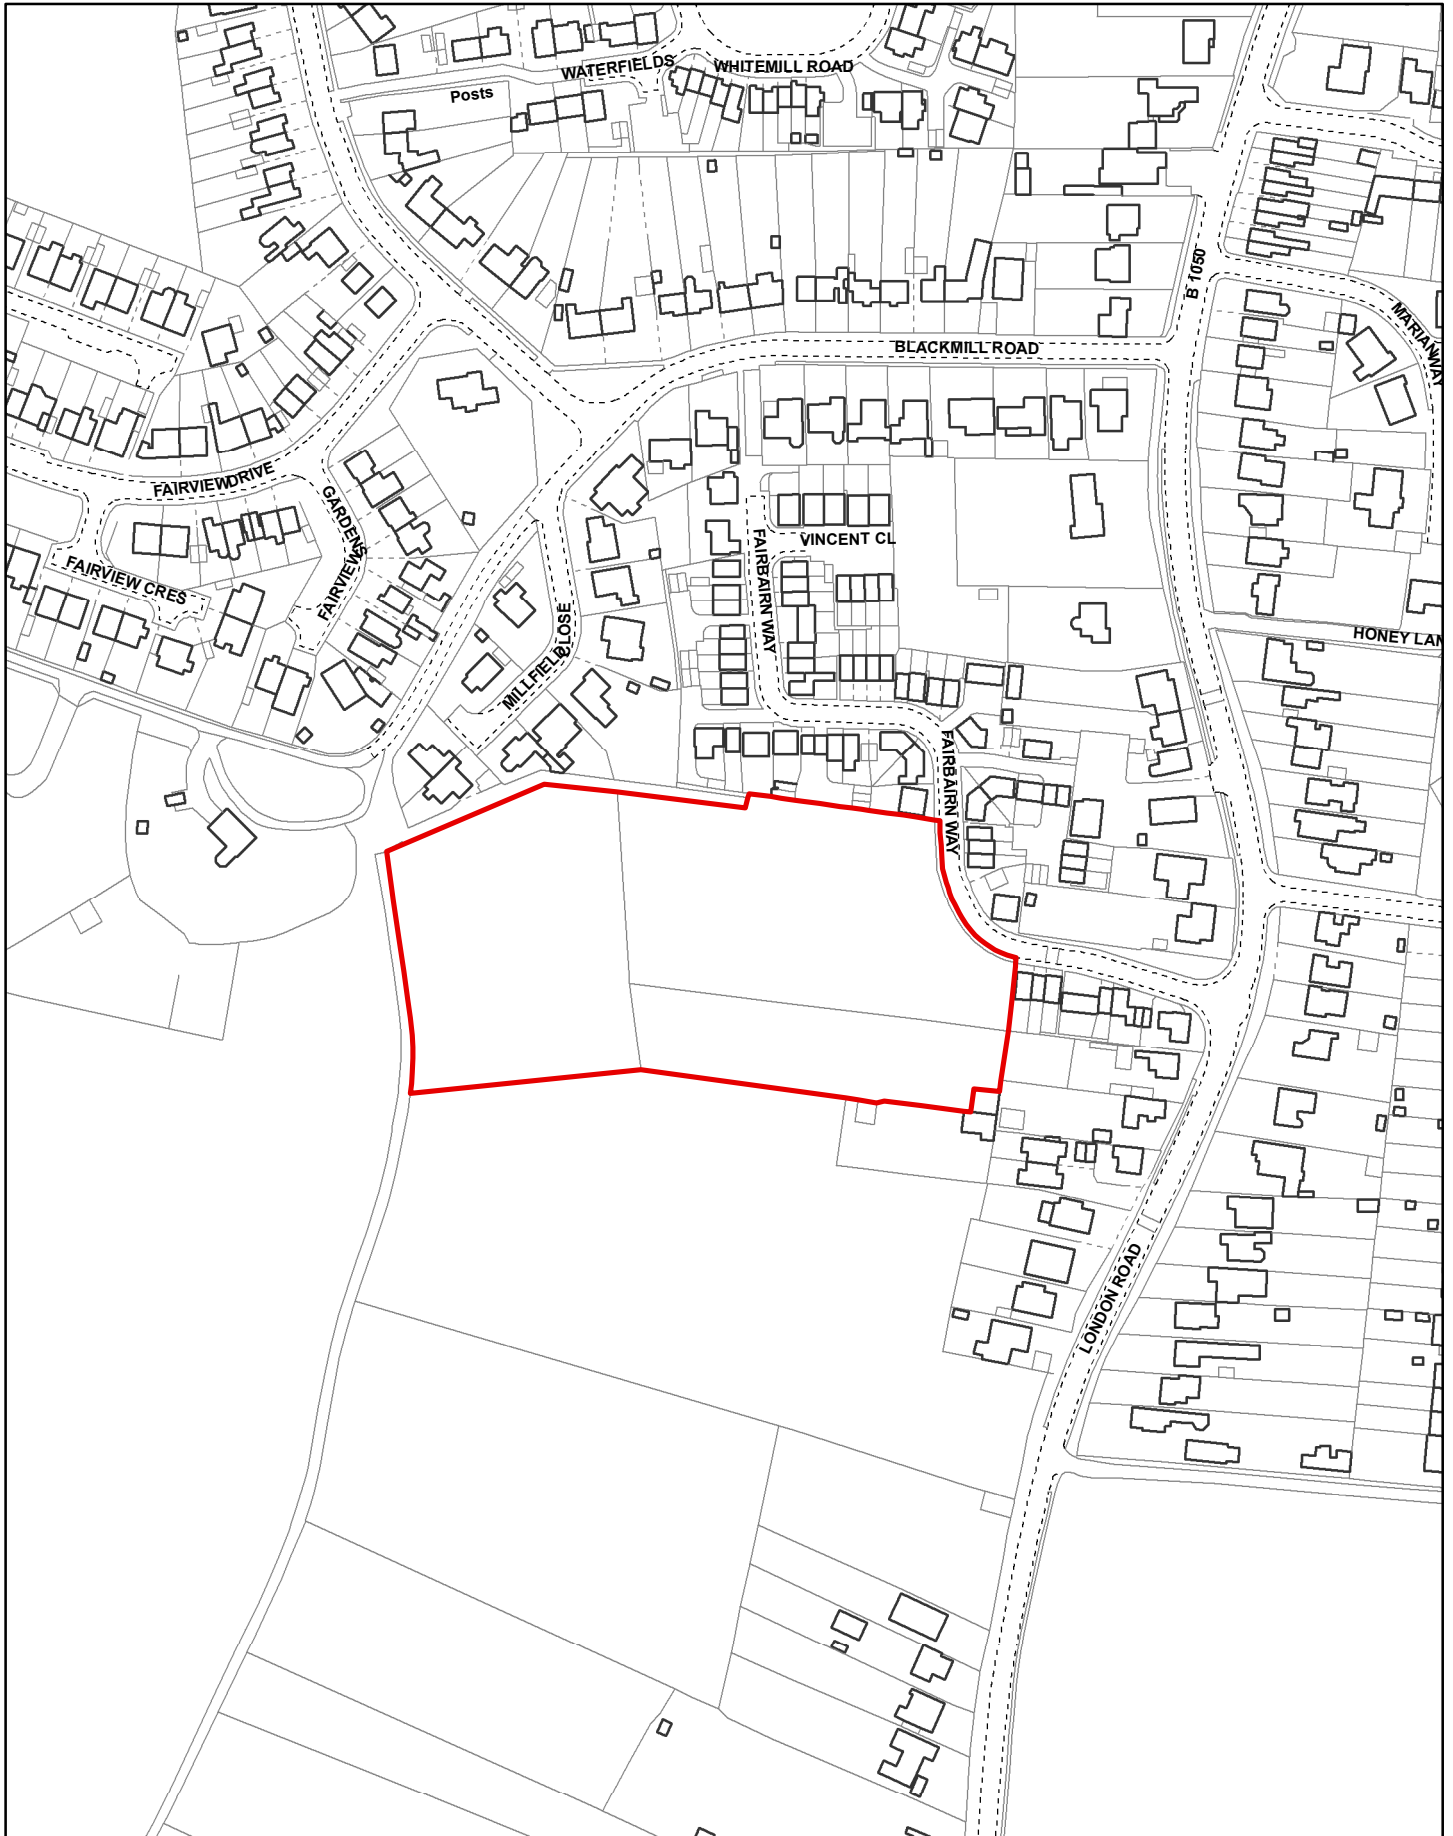 WATERFIELDS
WHITEMILL ROAD
Posts
B 1050
MARIAN WAY
BLACKMILL ROAD
FAIRVIEW DRIVE
GARDENS
FAIRVIEW
FAIRVIEW CRES
VINCENT CL
FAIRBAIRN WAY
MILLFIELD CLOSE
HONEY LAN
FAIRBAIRN WAY
LONDON ROAD